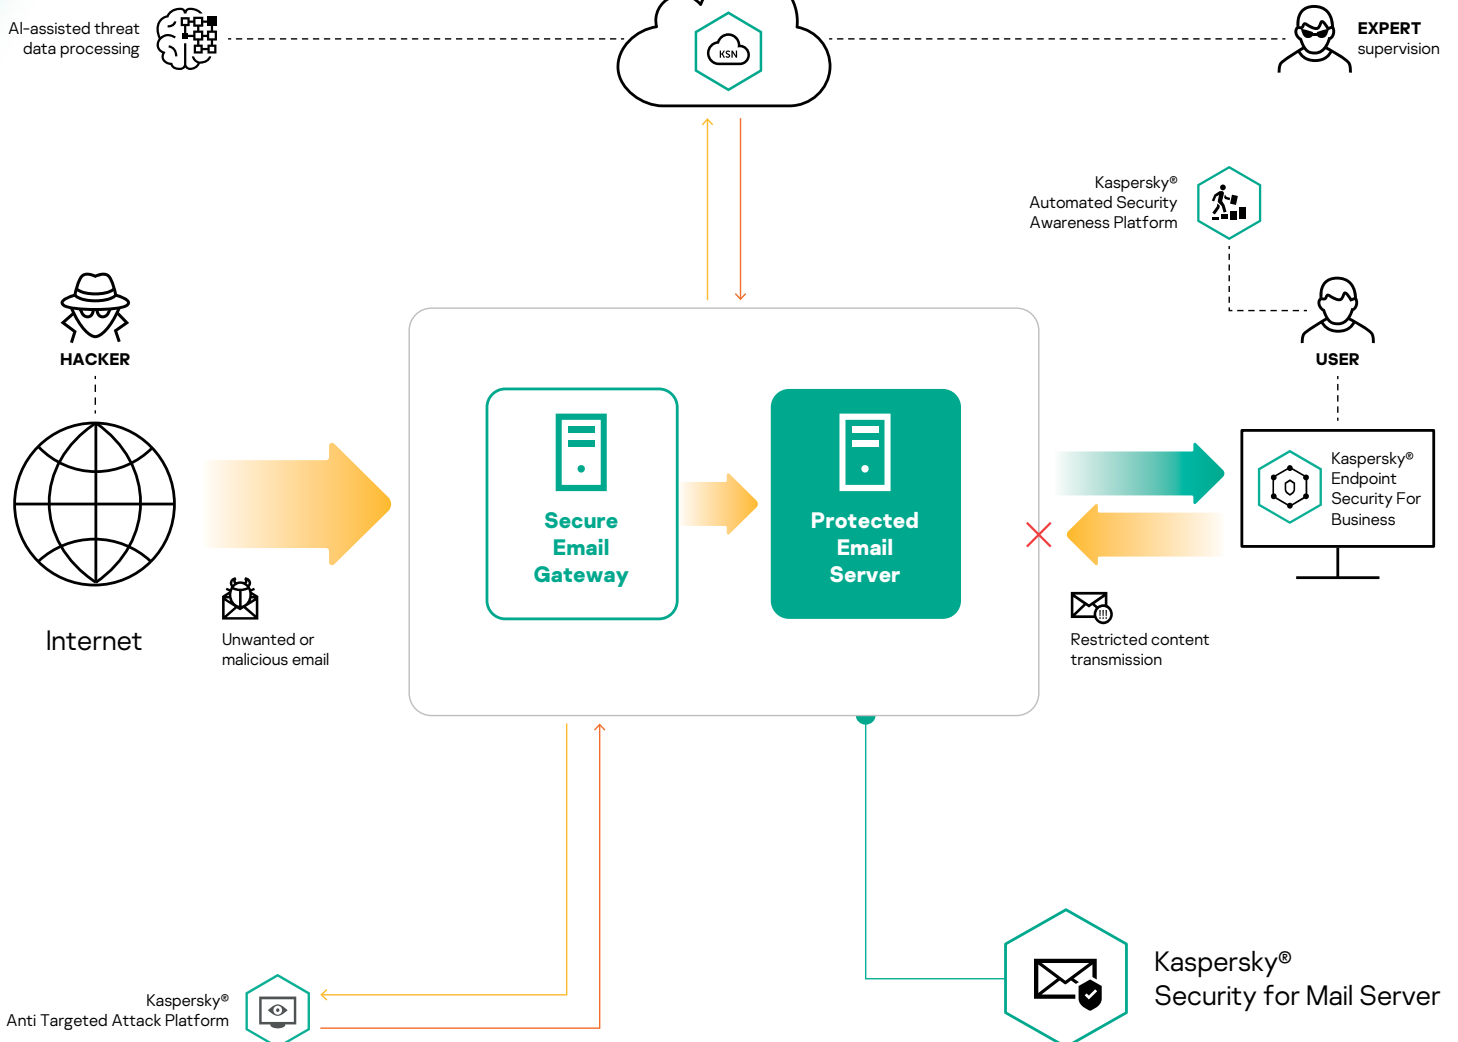 AI-assisted threat
data processing
KSN
EXPERT
supervision
Kaspersky®
Automated Security
Awareness Platform
HACKER
USER
Kaspersky®
Endpoint
Security For
Business
Secure
Email
Gateway
Protected
Email
Server
Internet
Unwanted or
malicious email
!!!
Restricted content
transmission
Kaspersky®
Security for Mail Server
Kaspersky®
Anti Targeted Attack Platform